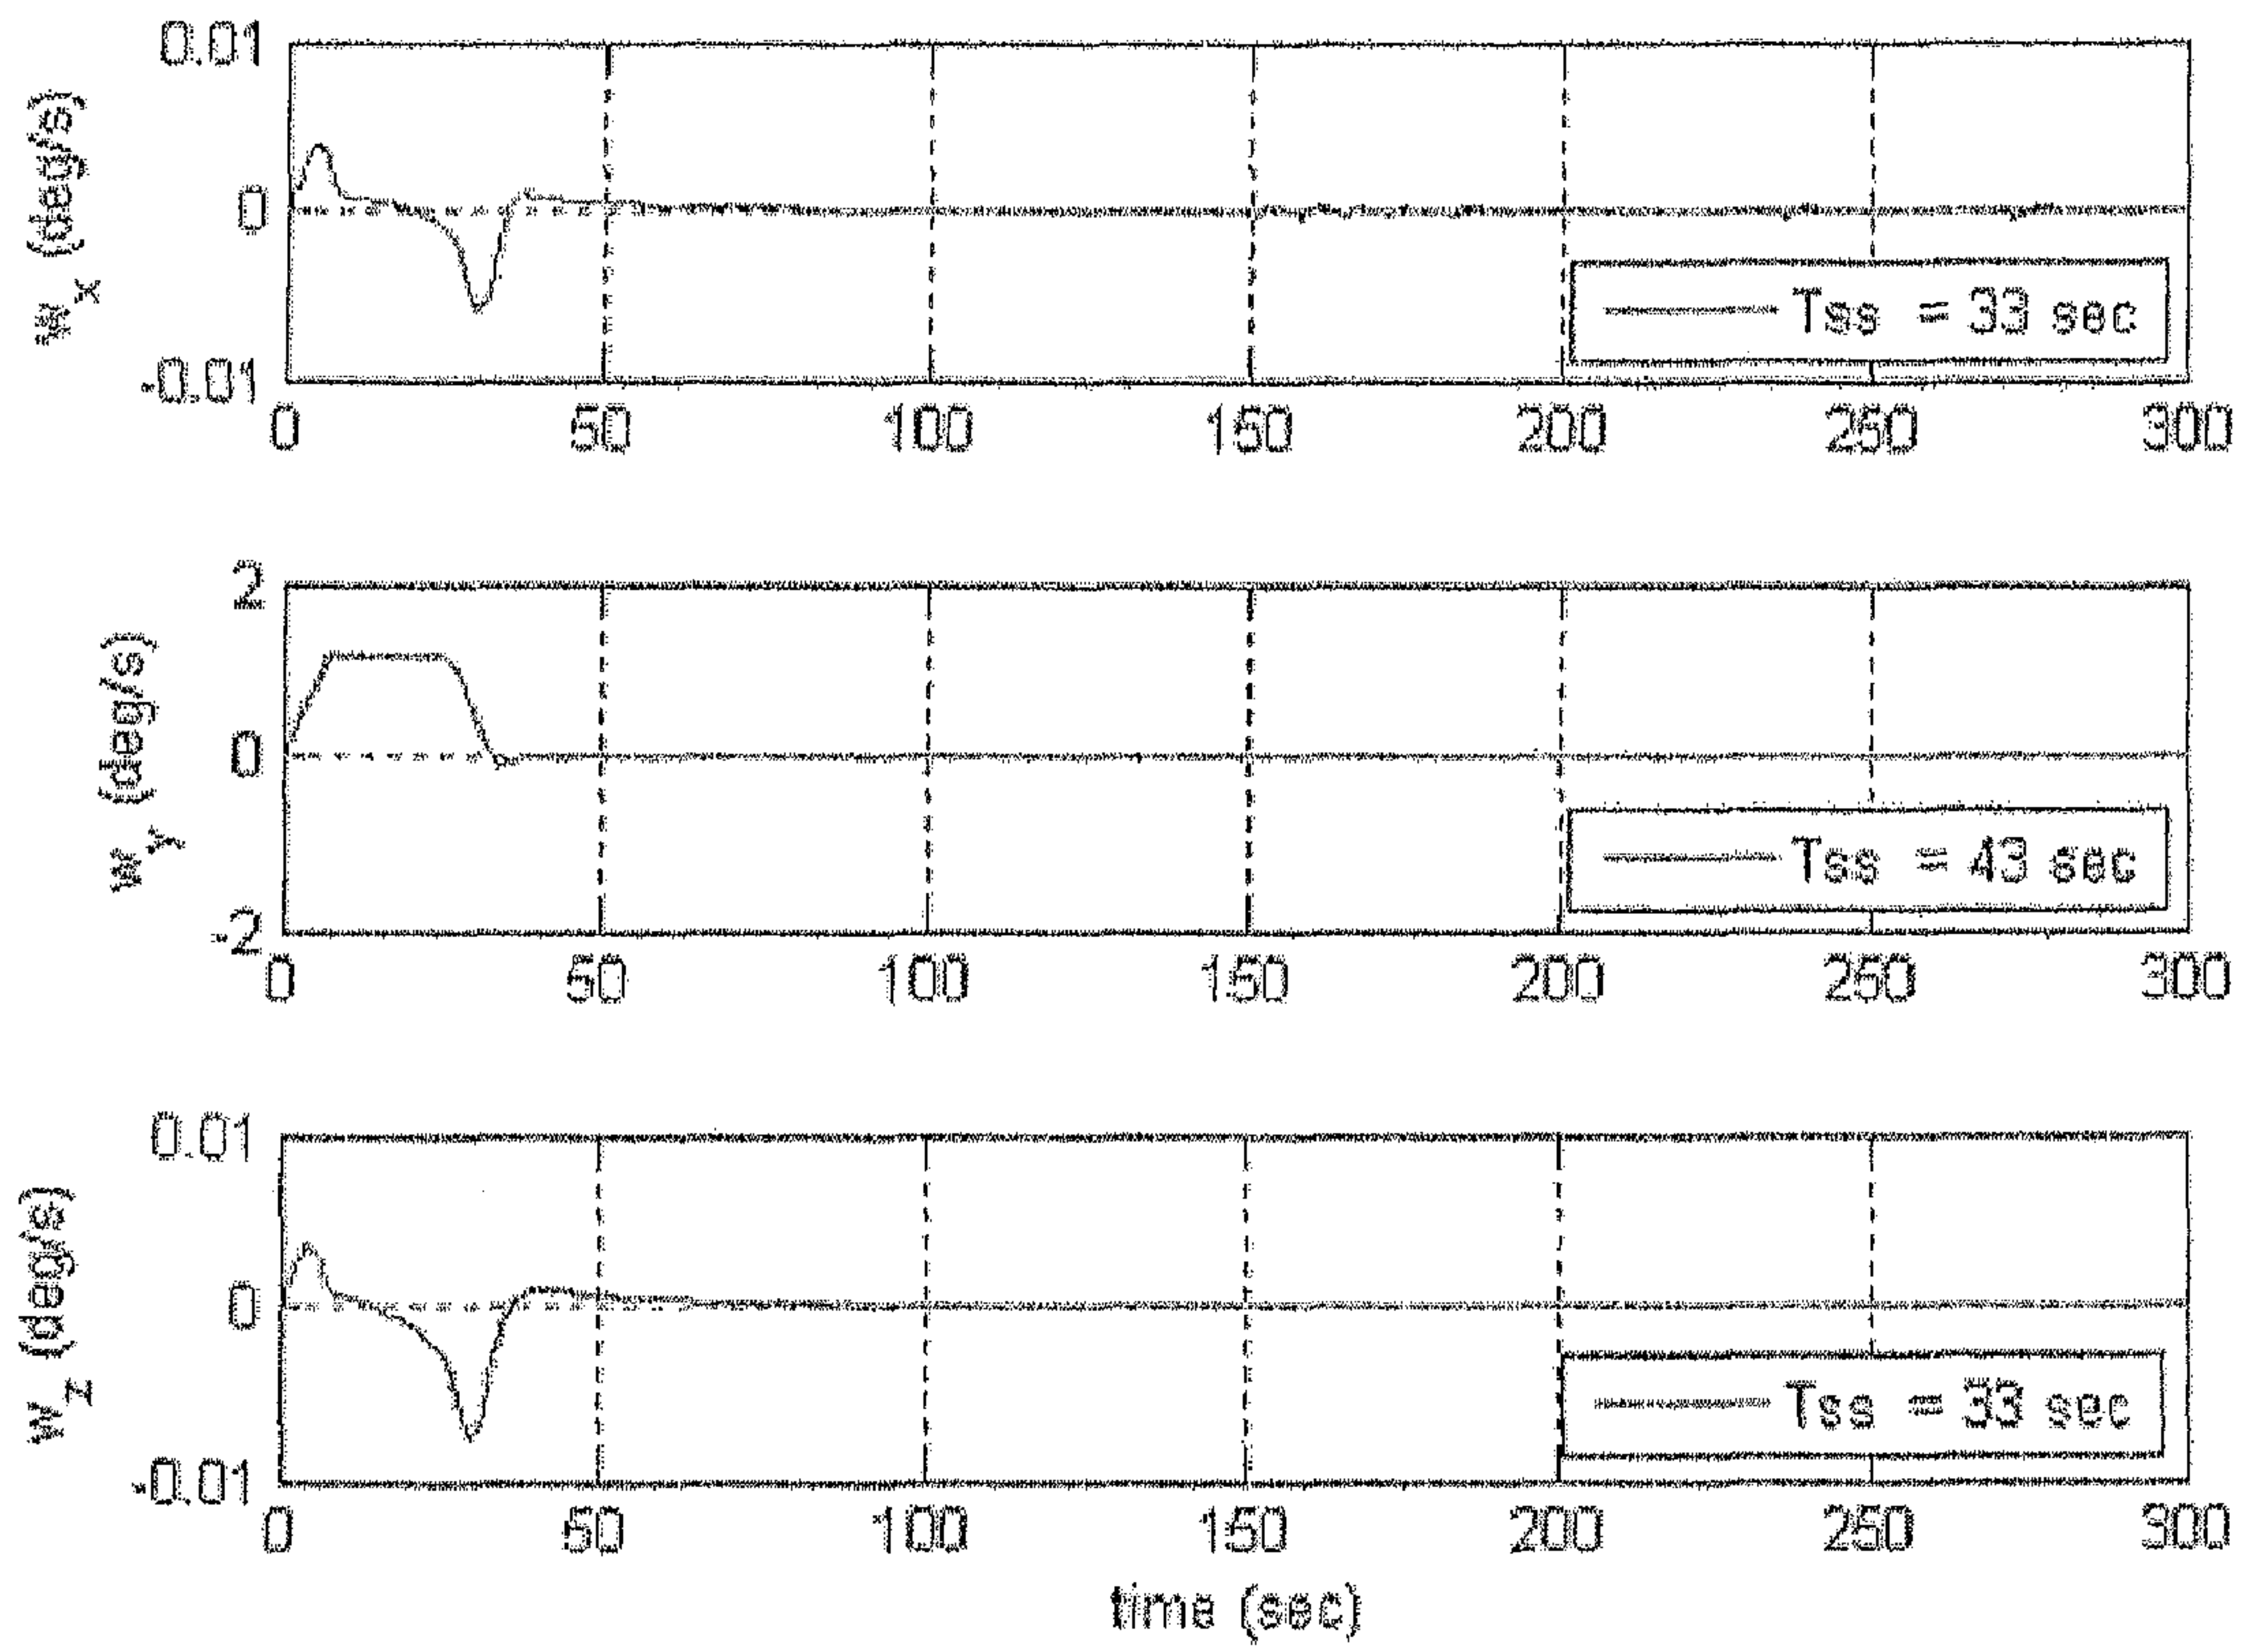 0.01
0
-0.01
w_x (deg/s)
Tss = 33 sec
0 50 100 150 200 250 300
2
0
-2
w_y (deg/s)
Tss = 43 sec
0 50 100 150 200 250 300
0.01
0
-0.01
w_z (deg/s)
Tss = 33 sec
0 50 100 150 200 250 300
time (sec)